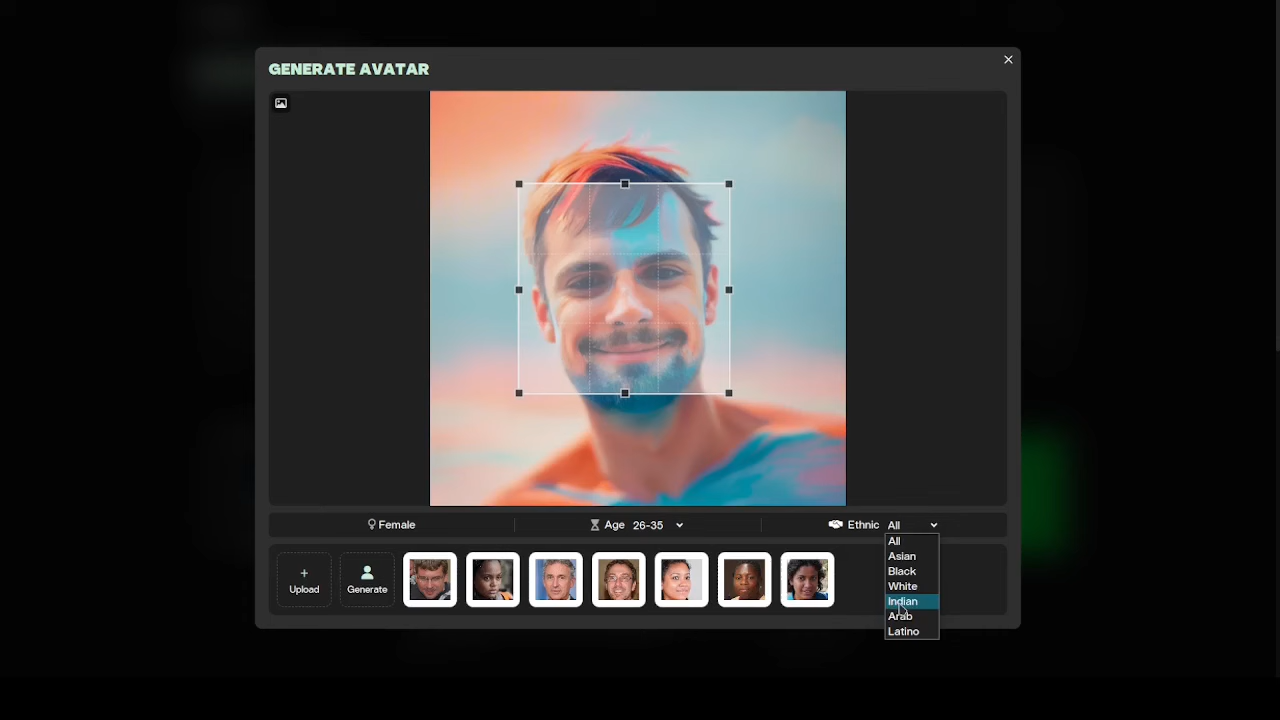 GENERATE AVATAR
Female
Age 26-35
Ethnic All
All
Asian
Black
White
Indian
Arab
Latino
+
Upload
Generate